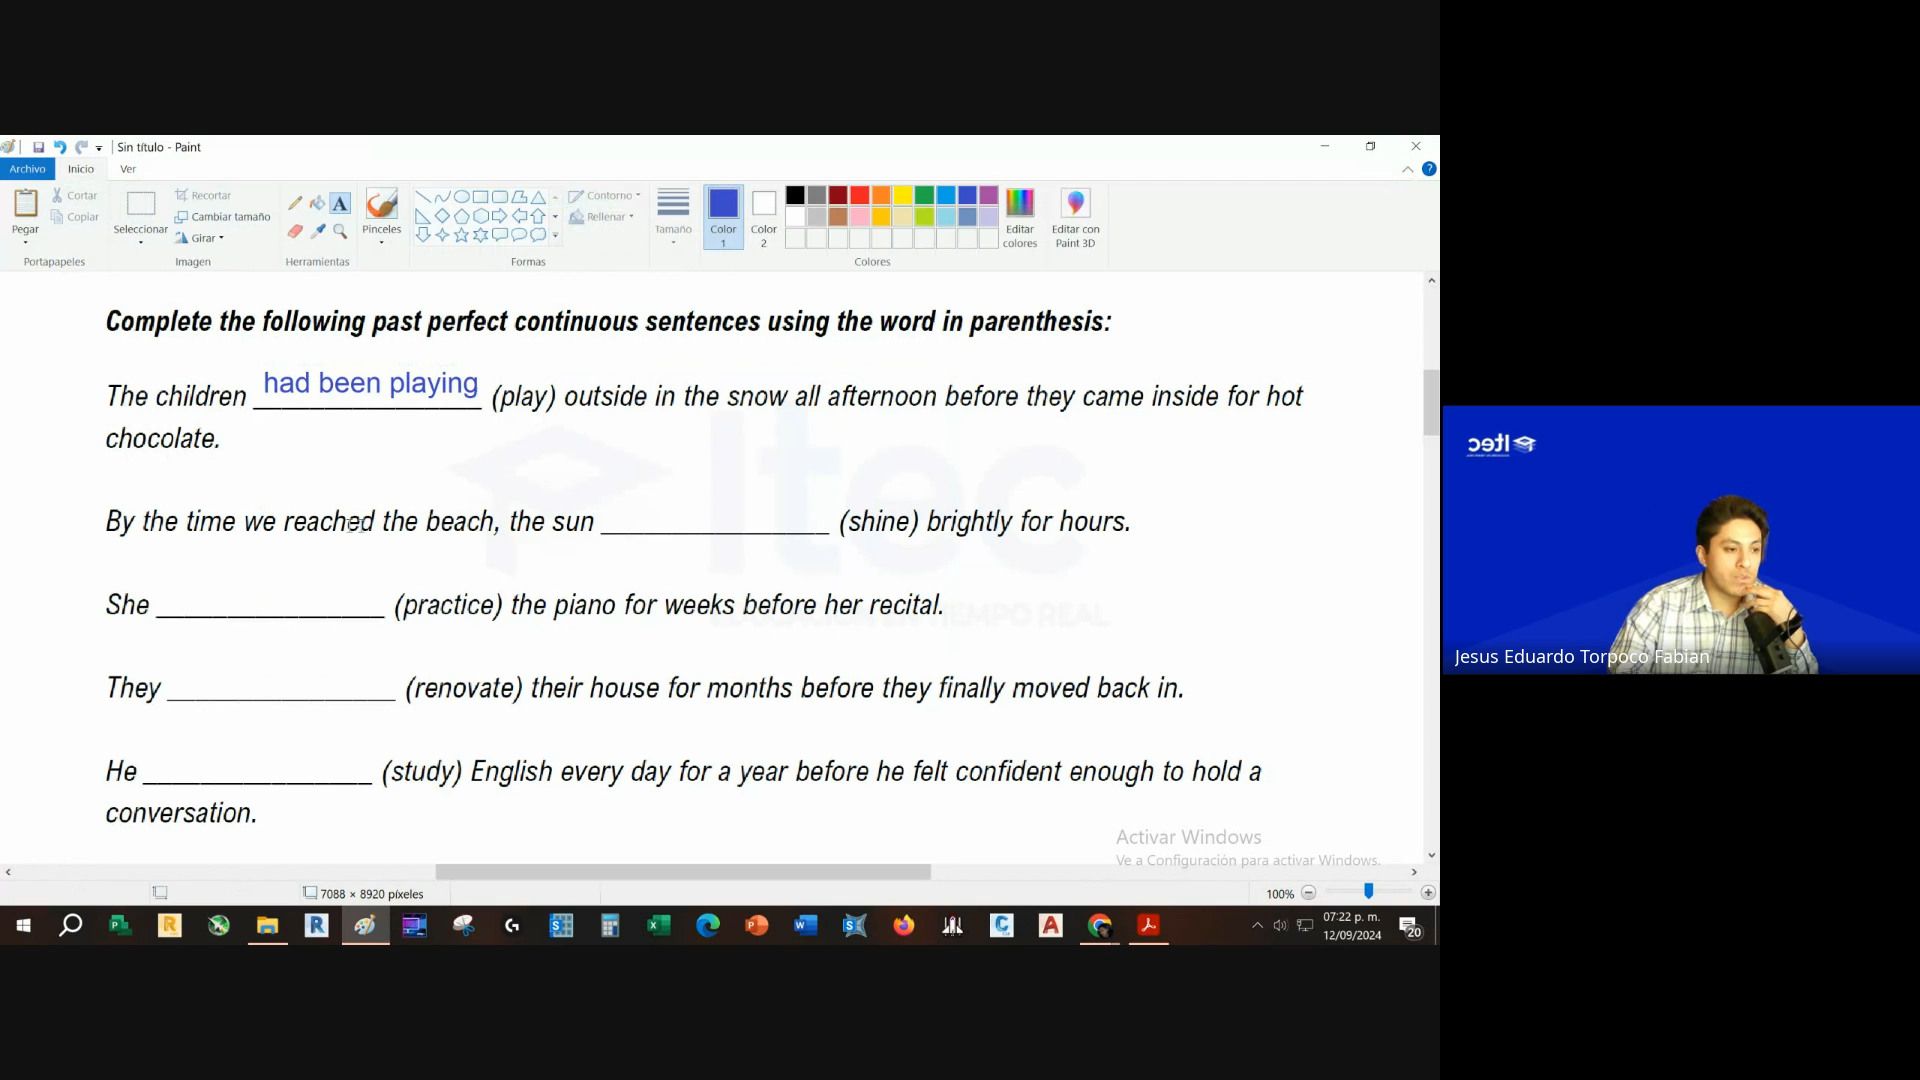 Sin título - Paint
Archivo Inicio Ver
Pegar
Cortar
Copiar
Portapapeles
Seleccionar
Recortar
Cambiar tamaño
Girar
Imagen
A
Herramientas
Pinceles
Contorno
Rellenar
Formas
Tamaño
Color 1
Color 2
Editar colores
Editar con Paint 3D
Colores
Complete the following past perfect continuous sentences using the word in parenthesis:
The children had been playing (play) outside in the snow all afternoon before they came inside for hot
chocolate.
By the time we reached the beach, the sun ________________ (shine) brightly for hours.
She ________________ (practice) the piano for weeks before her recital.
They ________________ (renovate) their house for months before they finally moved back in.
He ________________ (study) English every day for a year before he felt confident enough to hold a
conversation.
Itec
EDUCACIÓN EN TIEMPO REAL
Activar Windows
Ve a Configuración para activar Windows.
7088 × 8920 píxeles
100%
07:22 p. m.
12/09/2024
20
Itec
Jesus Eduardo Torpoco Fabian